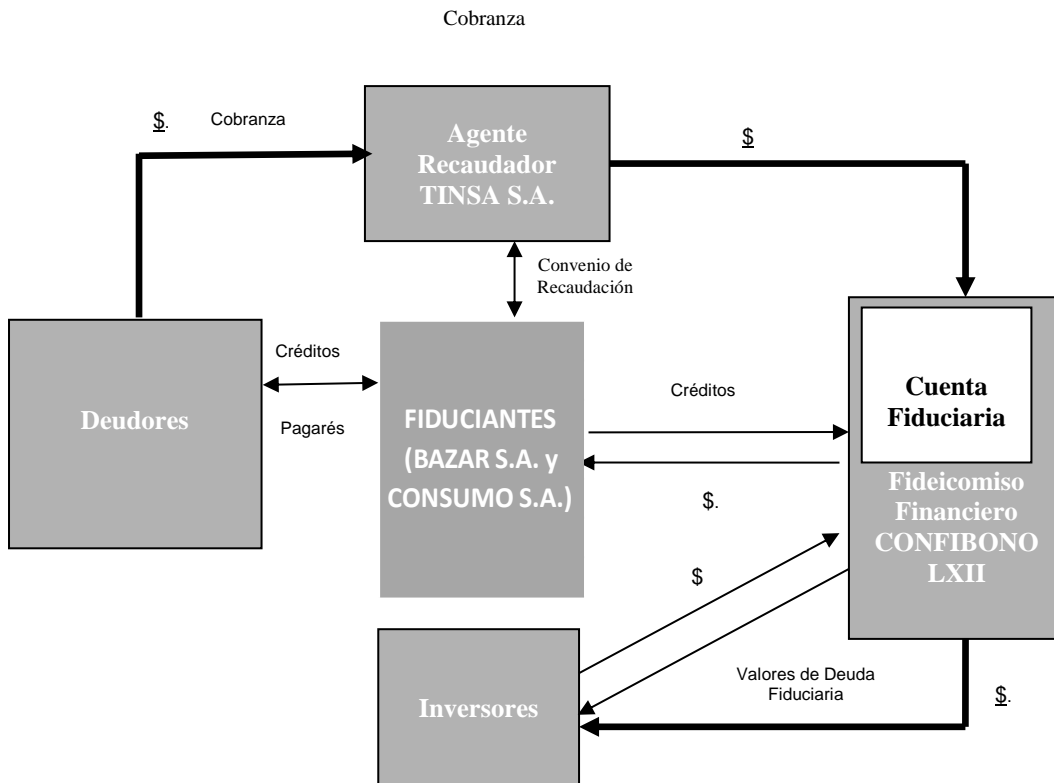 Cobranza
$.
Cobranza
$
Agente
Recaudador
TINSA S.A.
Convenio de
Recaudación
Créditos
Pagarés
Deudores
FIDUCIANTES
(BAZAR S.A. y
CONSUMO S.A.)
Créditos
$.
Cuenta
Fiduciaria
Fideicomiso
Financiero
CONFIBONO
LXII
$
Inversores
Valores de Deuda
Fiduciaria
$.